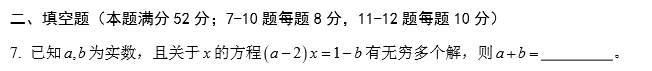 二、填空题（本题满分 52 分；7-10 题每题 8 分，11-12 题每题 10 分）
7. 已知a,b为实数，且关于x的方程(a−2)x=1−b有无穷多个解，则a+b=________。